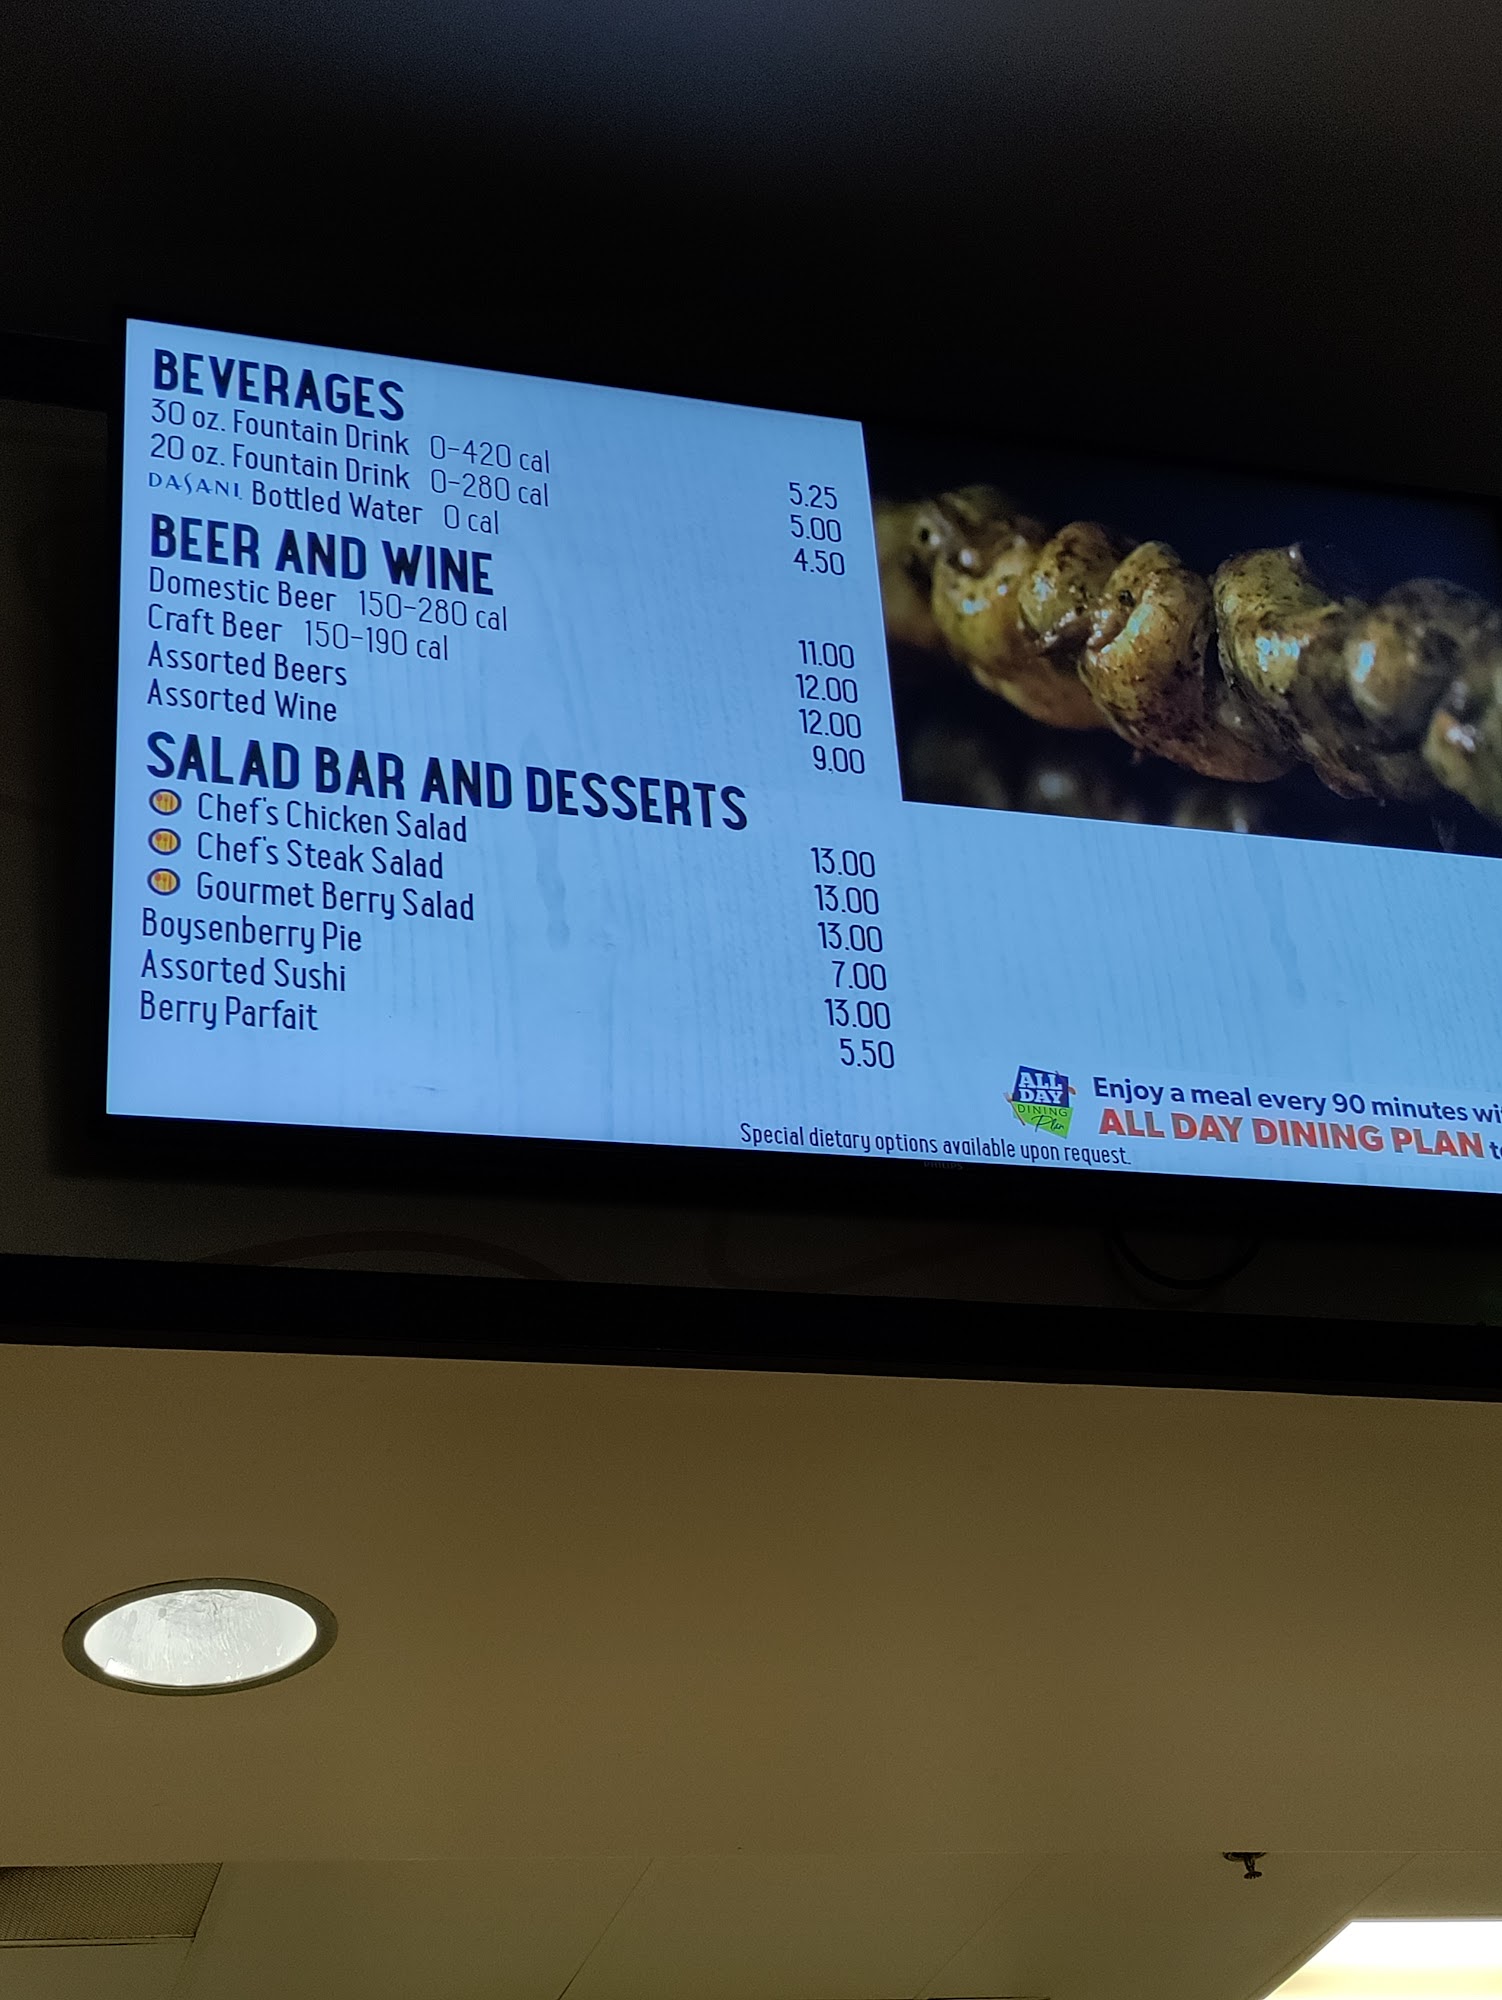 BEVERAGES
30 oz. Fountain Drink 0-420 cal 5.25
20 oz. Fountain Drink 0-280 cal 5.00
DASANI. Bottled Water 0 cal 4.50
BEER AND WINE
Domestic Beer 150-280 cal 11.00
Craft Beer 150-190 cal 12.00
Assorted Beers 12.00
Assorted Wine 9.00
SALAD BAR AND DESSERTS
Chef's Chicken Salad 13.00
Chef's Steak Salad 13.00
Gourmet Berry Salad 13.00
Boysenberry Pie 7.00
Assorted Sushi 13.00
Berry Parfait 5.50
ALL
DAY
DINING
Plan
Enjoy a meal every 90 minutes
ALL DAY DINING PLAN
Special dietary options available upon request.
PHILIPS